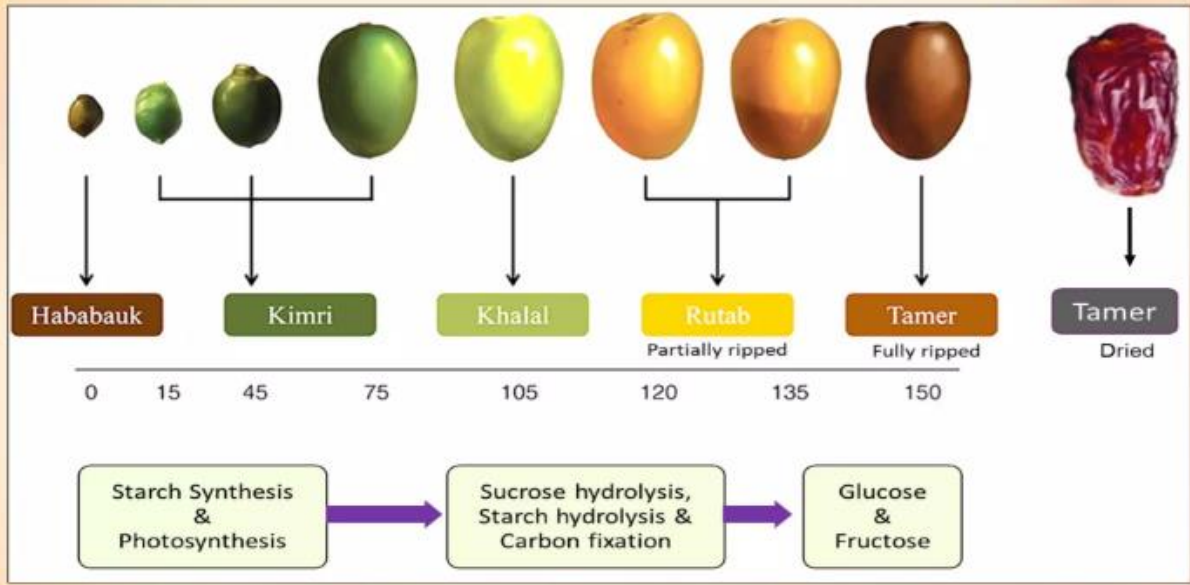 Hababauk
Kimri
Khalal
Rutab
Tamer
Tamer
Partially ripped
Fully ripped
Dried
0 15 45 75 105 120 135 150
Starch Synthesis
&
Photosynthesis
Sucrose hydrolysis,
Starch hydrolysis &
Carbon fixation
Glucose
&
Fructose